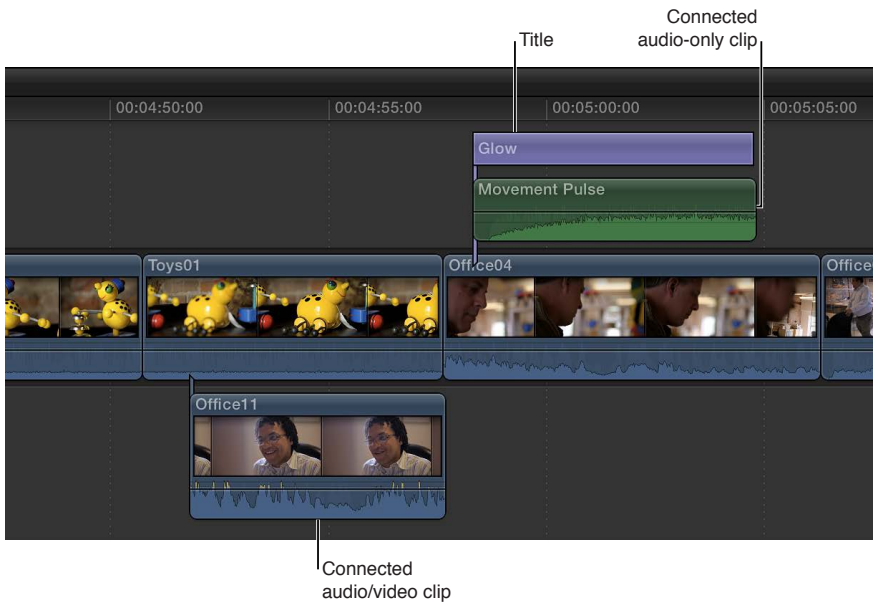 Connected
audio-only clip
Title
00:04:50:00
00:04:55:00
00:05:00:00
00:05:05:00
Glow
Movement Pulse
Toys01
Office04
Office
Office11
Connected
audio/video clip